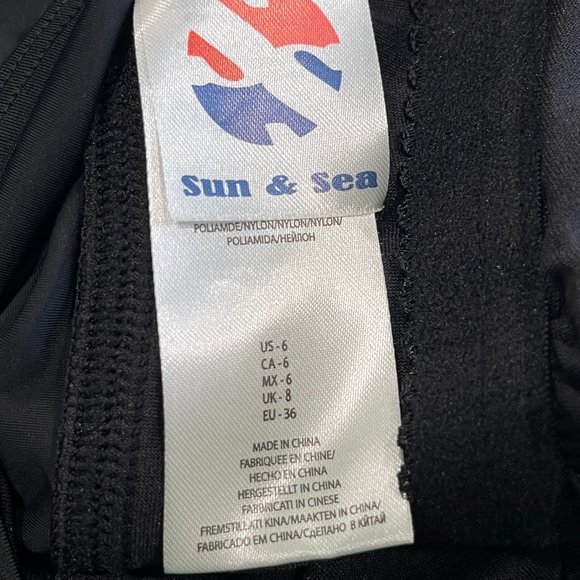 Sun & Sea
POLIAMDE/NYLON/NYLON/NYLON/
POLIAMIDA/НЕЙЛОН
US - 6
CA - 6
MX - 6
UK - 8
EU - 36
MADE IN CHINA
FABRIQUEE EN CHINE/
HECHO EN CHINA
HERGESTELLT IN CHINA
FABBRICATI IN CINESE
FREMSTILLATI KINA/MAAKTEN IN CHINA/
FABRICADO EM CHINA/СДЕЛАНО В КИТАЙ